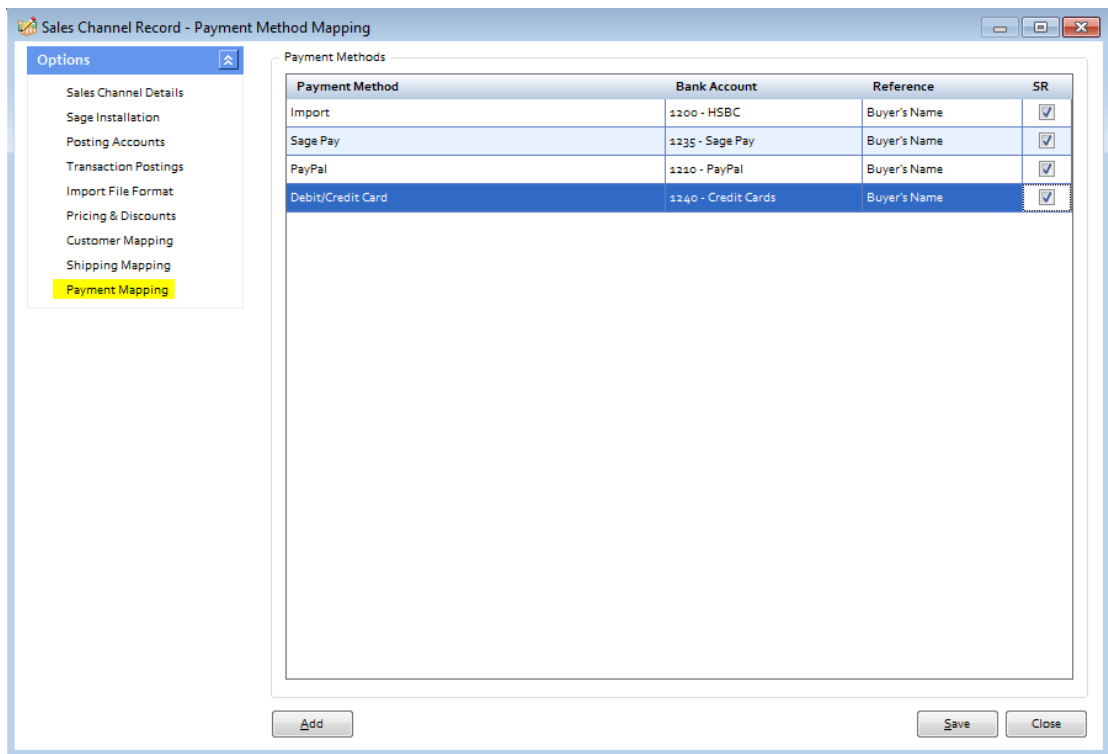 Sales Channel Record - Payment Method Mapping
Options
Sales Channel Details
Sage Installation
Posting Accounts
Transaction Postings
Import File Format
Pricing & Discounts
Customer Mapping
Shipping Mapping
Payment Mapping
Payment Methods
Payment Method Bank Account Reference SR
Import 1200 - HSBC Buyer's Name
Sage Pay 1235 - Sage Pay Buyer's Name
PayPal 1210 - PayPal Buyer's Name
Debit/Credit Card 1240 - Credit Cards Buyer's Name
Add Save Close